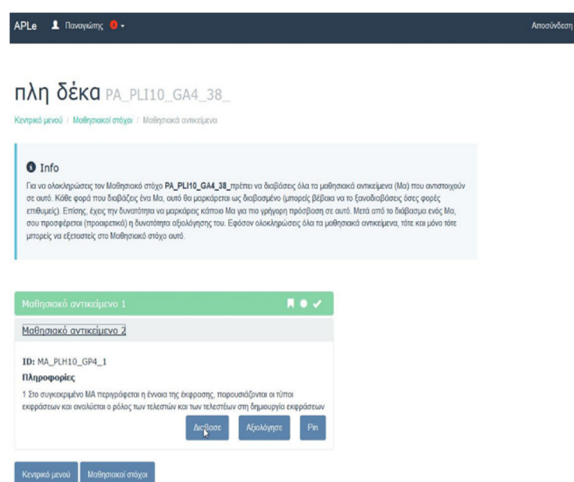 APLe Παναγιώτης 0 Αποσύνδεση
πλη δέκα PA_PLI10_GA4_38_
Κεντρικό μενού / Μαθησιακοί στόχοι / Μαθησιακά αντικείμενα
Info
Για να ολοκληρώσεις τον Μαθησιακό στόχο PA_PLI10_GA4_38_πρέπει να διαβάσεις όλα τα μαθησιακά αντικείμενα (Μα) που αντιστοιχούν
σε αυτό. Κάθε φορά που διαβάζεις ένα Μα, αυτό θα μαρκάρεται ως διαβασμένο (μπορείς βέβαια να το ξαναδιαβάσεις όσες φορές
επιθυμείς). Επίσης, έχεις την δυνατότητα να μαρκάρεις κάποιο Μα για πιο γρήγορη πρόσβαση σε αυτό. Μετά από το διάβασμα ενός Μα,
σου προσφέρεται (προαιρετικά) η δυνατότητα αξιολόγησης του. Εφόσον ολοκληρώσεις όλα τα μαθησιακά αντικείμενα, τότε και μόνο τότε
μπορείς να εξεταστείς στο Μαθησιακό στόχο αυτό.
Μαθησιακό αντικείμενο 1
Μαθησιακό αντικείμενο 2
ID: MA_PLH10_GP4_1
Πληροφορίες
1 Στο συγκεκριμένο ΜΑ περιγράφεται η έννοια της έκφρασης, παρουσιάζονται οι τύποι
εκφράσεων και αναλύεται ο ρόλος των τελεστών και των τελεστέων στη δημιουργία εκφράσεων
Διάβασε Αξιολόγησε Pin
Κεντρικό μενού Μαθησιακοί στόχοι